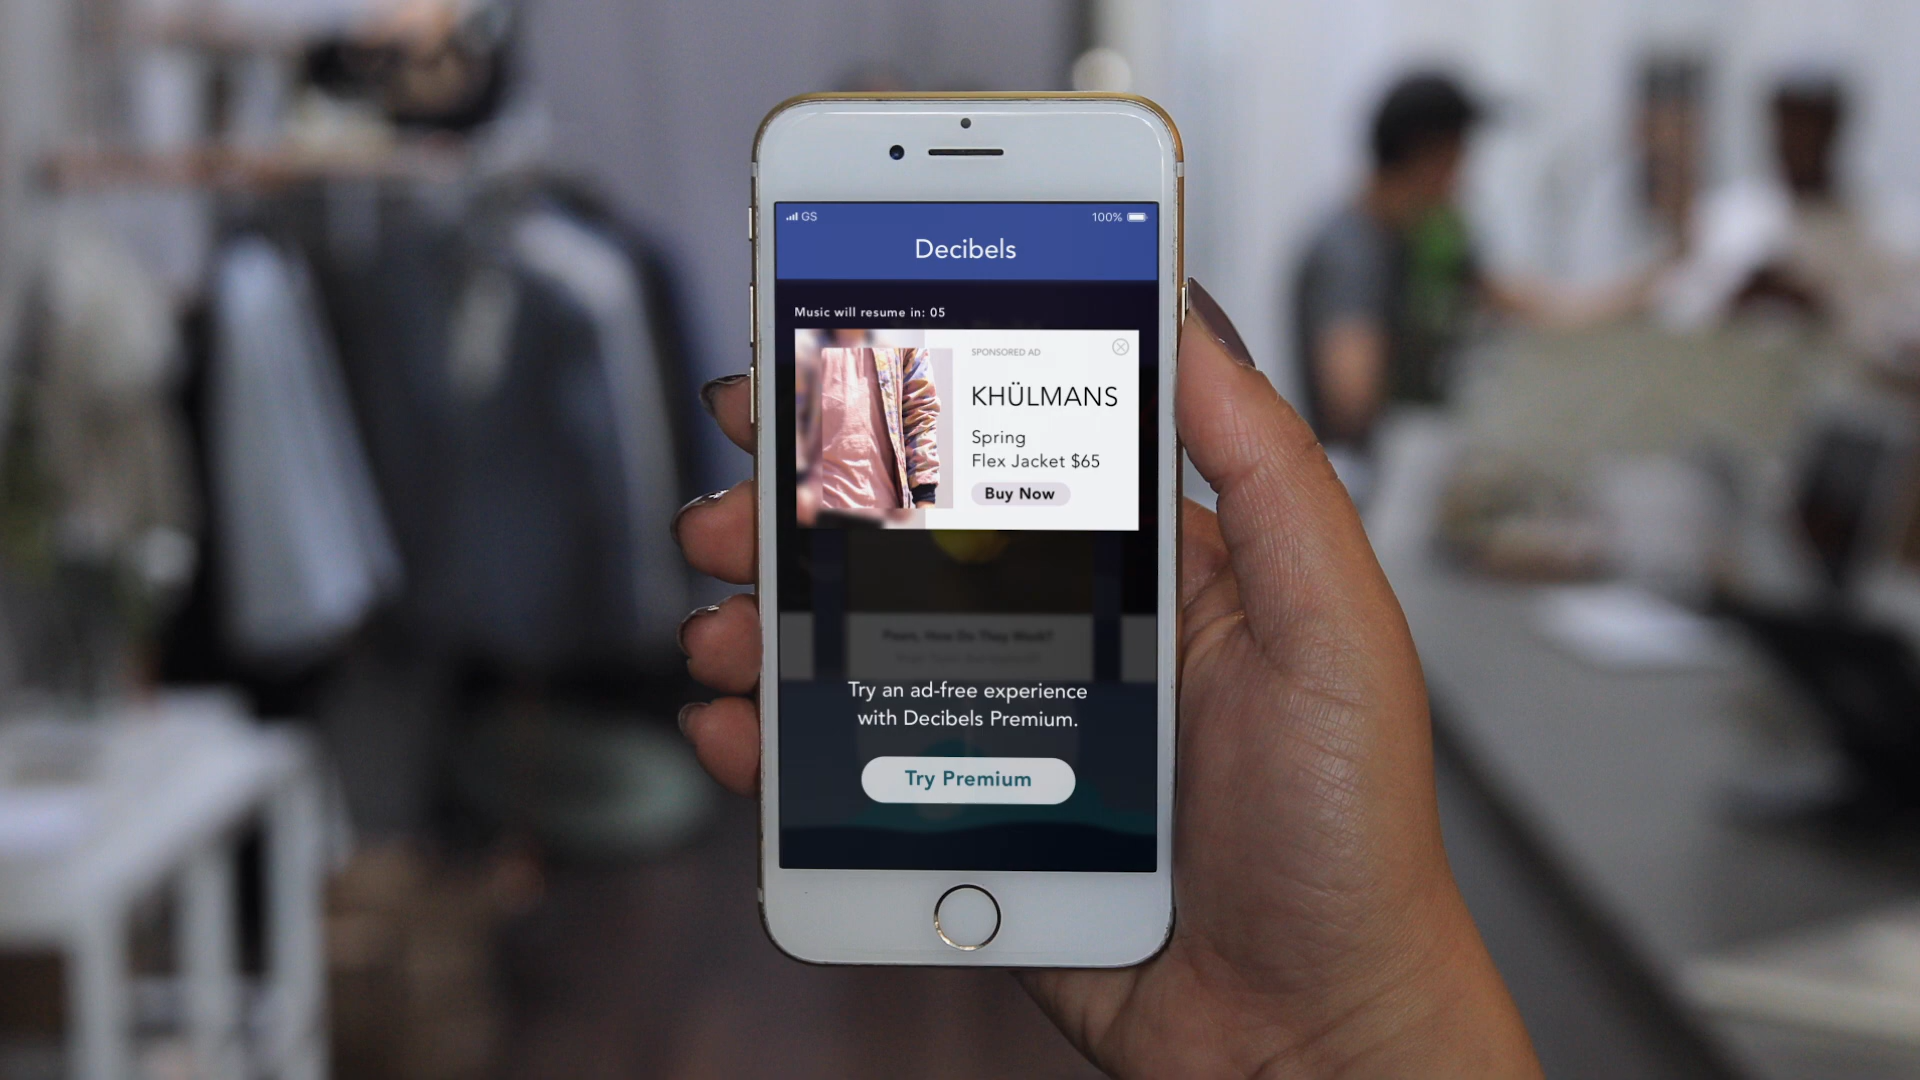 GS
100%
Decibels
Music will resume in: 05
SPONSORED AD
KHÜLMANS
Spring
Flex Jacket $65
Buy Now
Try an ad-free experience
with Decibels Premium.
Try Premium